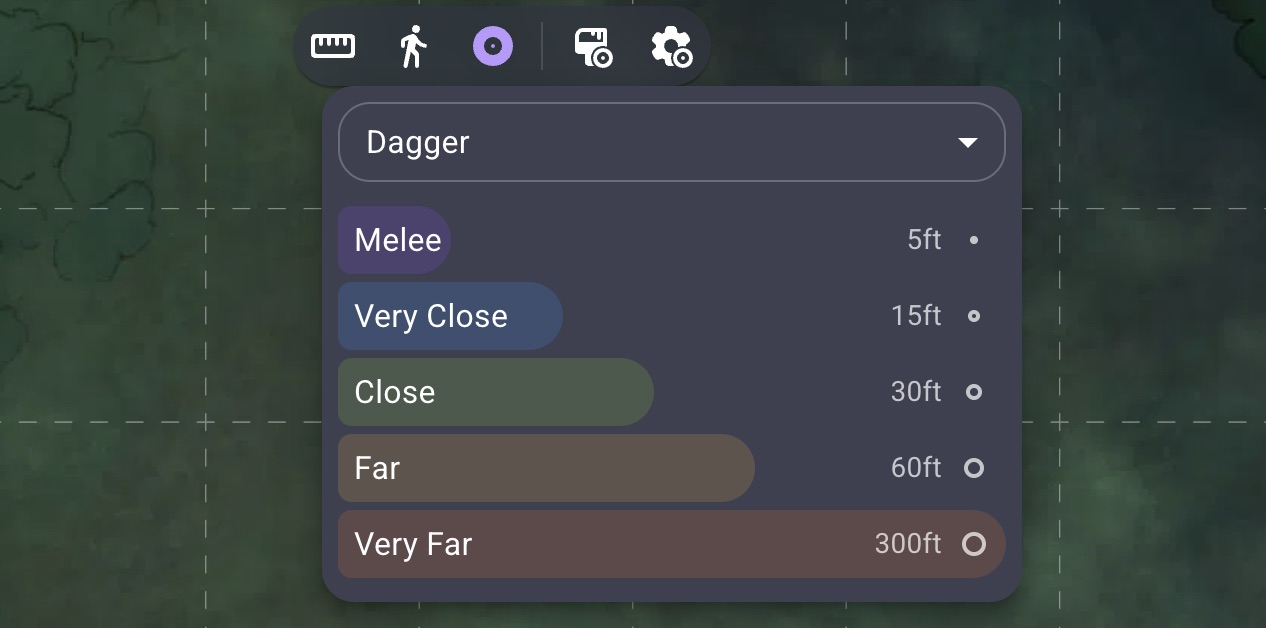 Dagger
Melee 5ft
Very Close 15ft
Close 30ft
Far 60ft
Very Far 300ft